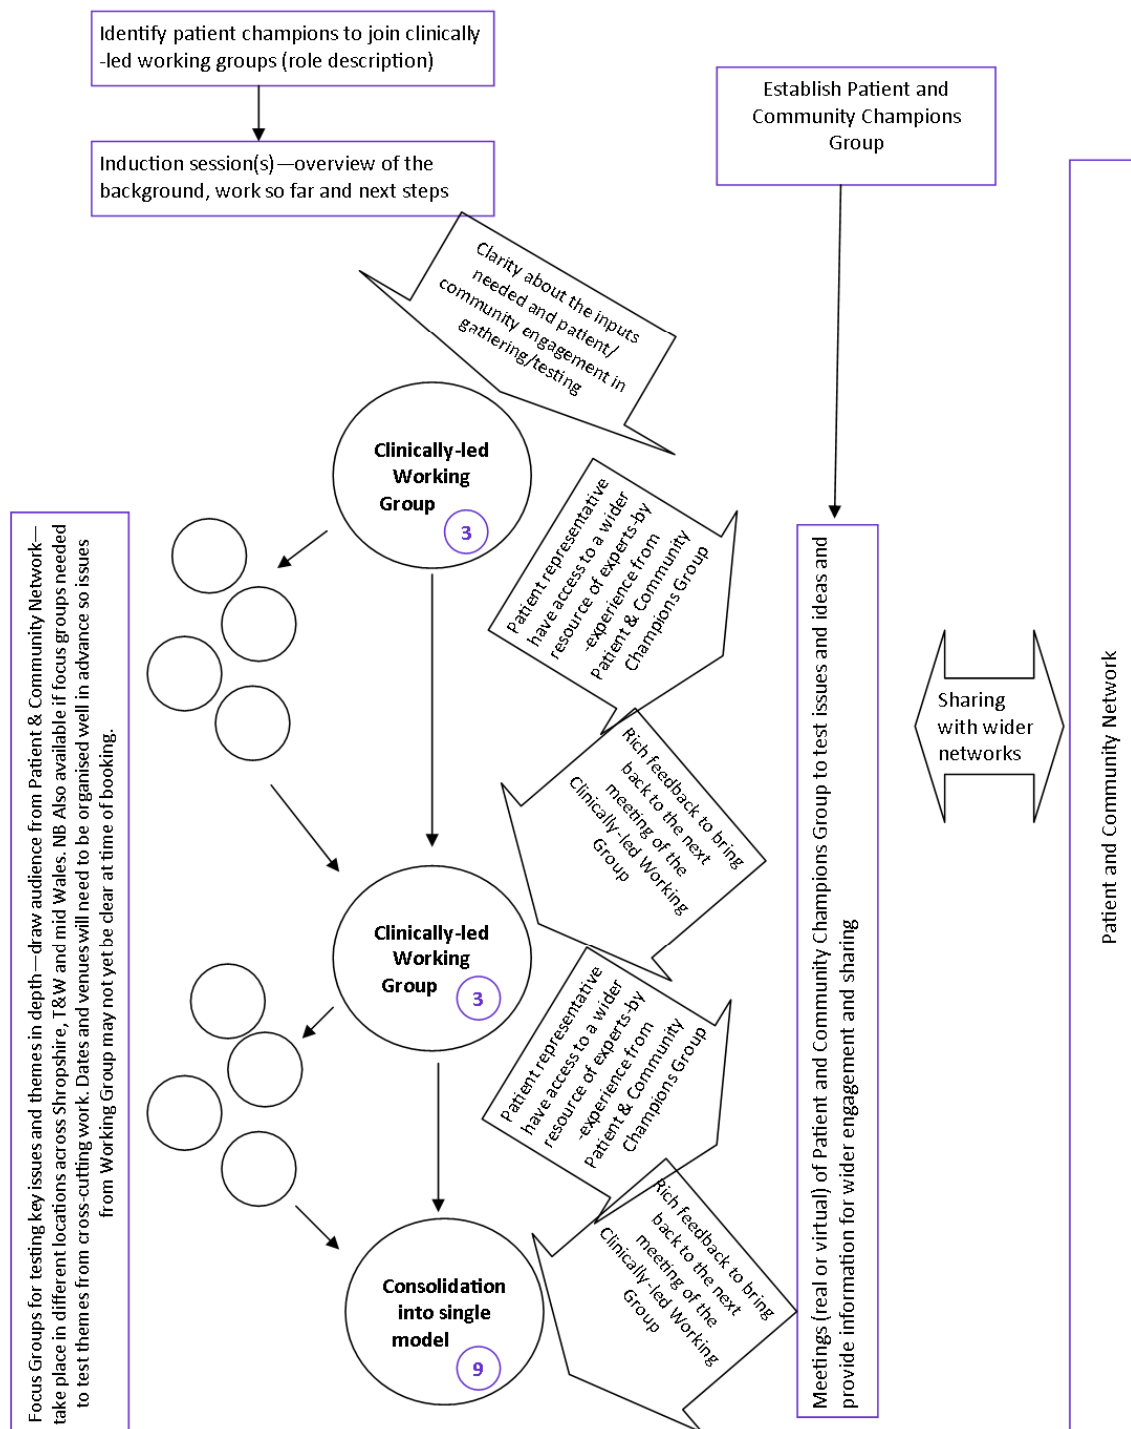 Identify patient champions to join clinically
-led working groups (role description)
Establish Patient and
Community Champions
Group
Induction session(s)—overview of the
background, work so far and next steps
Clarity about the inputs
needed and patient/
community engagement in
gathering/testing
Clinically-led
Working
Group
3
Patient representative
have access to a wider
resource of experts-by
-experience from
Patient & Community
Champions Group
Rich feedback to bring
back to the next
meeting of the
Clinically-led Working
Group
Clinically-led
Working
Group
3
Patient representative
have access to a wider
resource of experts-by
-experience from
Patient & Community
Champions Group
Rich feedback to bring
back to the next
meeting of the
Clinically-led Working
Group
Consolidation
into single
model
9
Focus Groups for testing key issues and themes in depth—draw audience from Patient & Community Network—
take place in different locations across Shropshire, T&W and mid Wales. NB Also available if focus groups needed
to test themes from cross-cutting work. Dates and venues will need to be organised well in advance so issues
from Working Group may not yet be clear at time of booking.
Meetings (real or virtual) of Patient and Community Champions Group to test issues and ideas and
provide information for wider engagement and sharing
Sharing
with wider
networks
Patient and Community Network